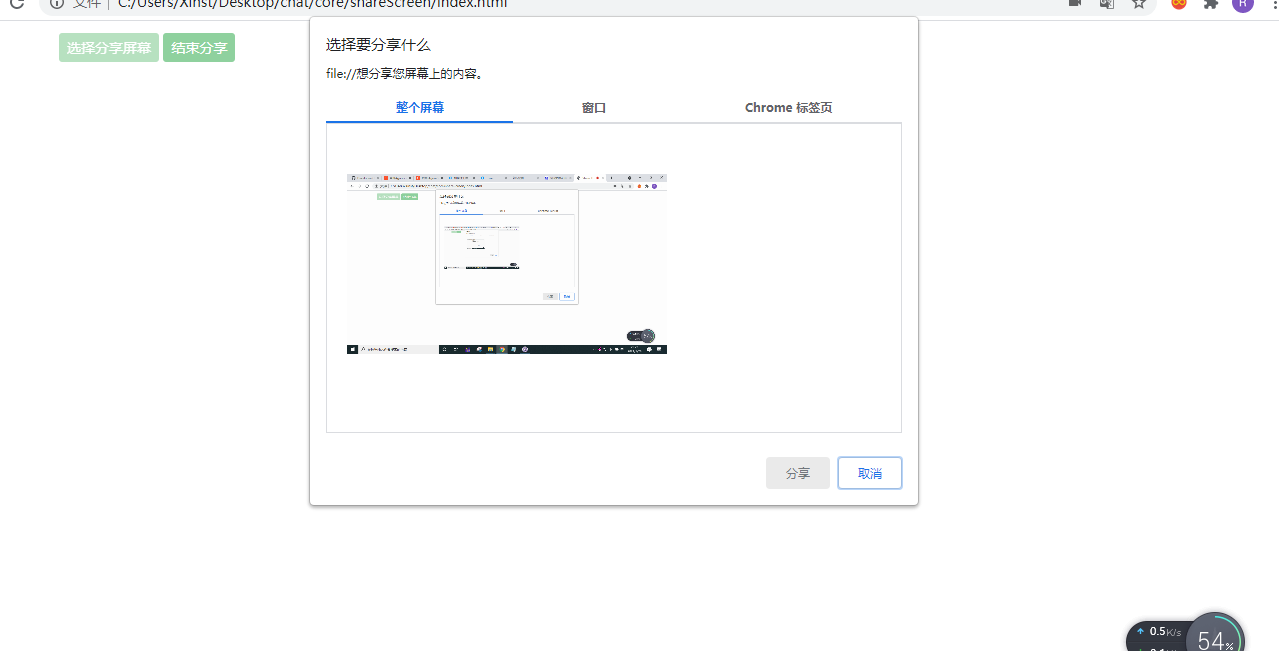 文件 C:/Users/Xinst/Desktop/chat/core/shareScreen/index.html
R
选择分享屏幕 结束分享
选择要分享什么
file://想分享您屏幕上的内容。
整个屏幕 窗口 Chrome 标签页
分享 取消
0.5K/s
54%